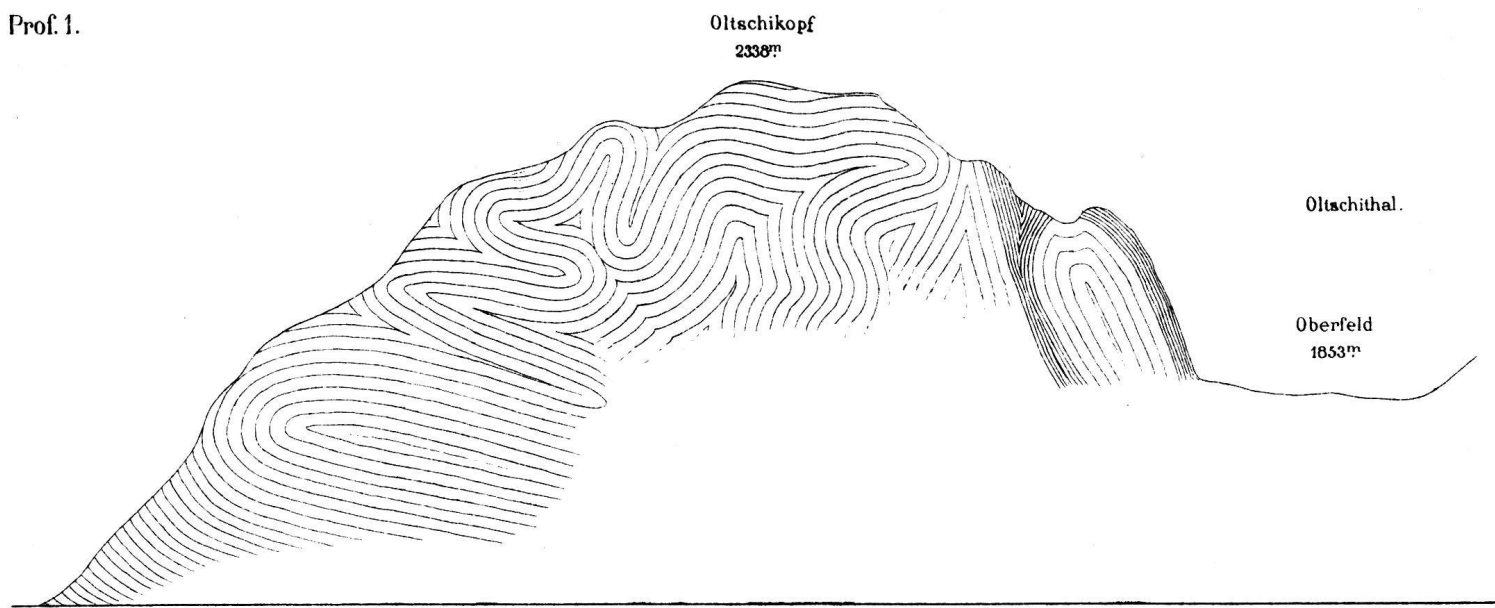 Prof. 1.
Oltschikopf
2338m
Oltschithal.
Oberfeld
1853m